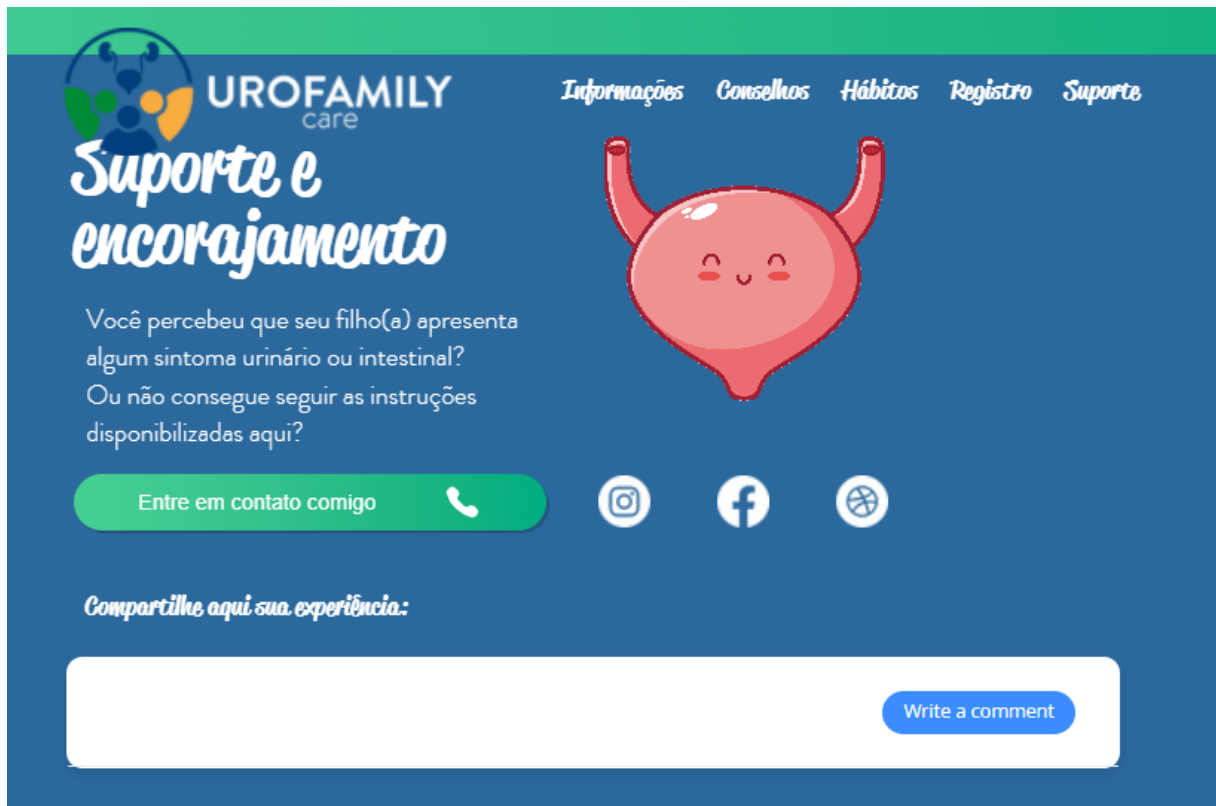 UROFAMILY
care
Informações Conselhos Hábitos Registro Suporte
Suporte e
encorajamento
Você percebeu que seu filho(a) apresenta
algum sintoma urinário ou intestinal?
Ou não consegue seguir as instruções
disponibilizadas aqui?
Entre em contato comigo
Compartilhe aqui sua experiência:
Write a comment